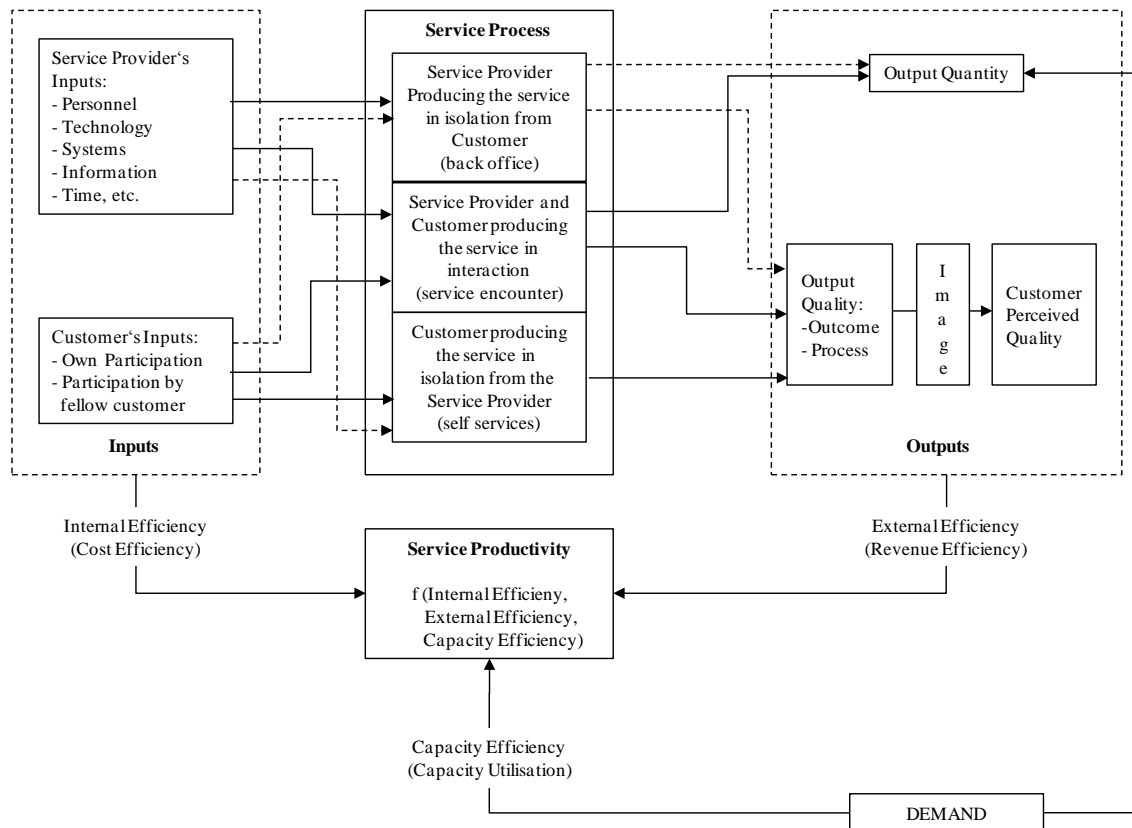 Service Provider‘s
Inputs:
- Personnel
- Technology
- Systems
- Information
- Time, etc.
Customer‘s Inputs:
- Own Participation
- Participation by
fellow customer
Inputs
Service Process
Service Provider
Producing the service
in isolation from
Customer
(back office)
Service Provider and
Customer producing
the service in
interaction
(service encounter)
Customer producing
the service in
isolation from the
Service Provider
(self services)
Output Quantity
Output
Quality:
-Outcome
- Process
I
m
a
g
e
Customer
Perceived
Quality
Outputs
Internal Efficiency
(Cost Efficiency)
Service Productivity
f (Internal Efficieny,
External Efficiency,
Capacity Efficiency)
External Efficiency
(Revenue Efficiency)
Capacity Efficiency
(Capacity Utilisation)
DEMAND